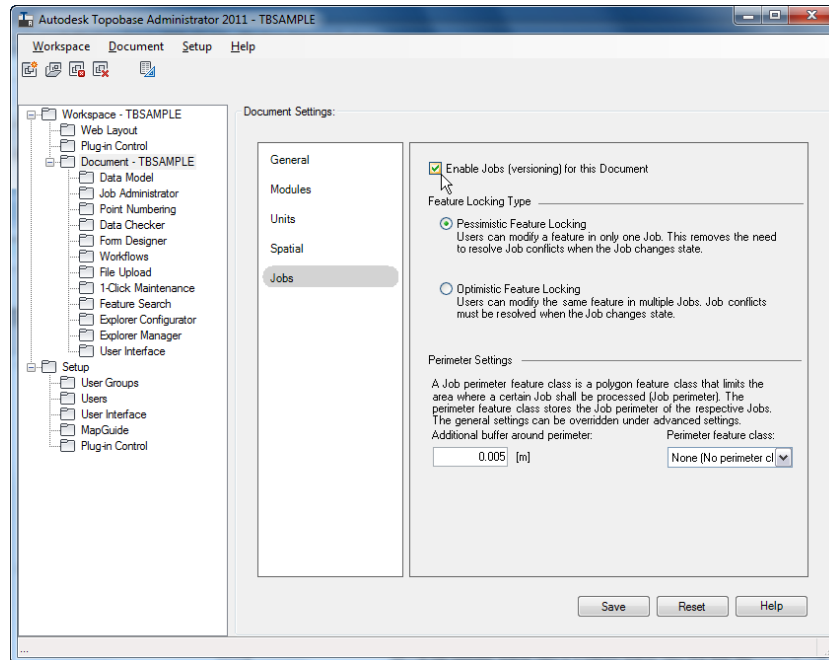 Autodesk Topobase Administrator 2011 - TBSAMPLE
Workspace Document Setup Help
Workspace - TBSAMPLE
Web Layout
Plug-in Control
Document - TBSAMPLE
Data Model
Job Administrator
Point Numbering
Data Checker
Form Designer
Workflows
File Upload
1-Click Maintenance
Feature Search
Explorer Configurator
Explorer Manager
User Interface
Setup
User Groups
Users
User Interface
MapGuide
Plug-in Control
Document Settings:
General
Modules
Units
Spatial
Jobs
Enable Jobs (versioning) for this Document
Feature Locking Type
Pessimistic Feature Locking
Users can modify a feature in only one Job. This removes the need
to resolve Job conflicts when the Job changes state.
Optimistic Feature Locking
Users can modify the same feature in multiple Jobs. Job conflicts
must be resolved when the Job changes state.
Perimeter Settings
A Job perimeter feature class is a polygon feature class that limits the
area where a certain Job shall be processed (Job perimeter). The
perimeter feature class stores the Job perimeter of the respective Jobs.
The general settings can be overridden under advanced settings.
Additional buffer around perimeter: Perimeter feature class:
0.005 [m] None (No perimeter cl
Save Reset Help
...